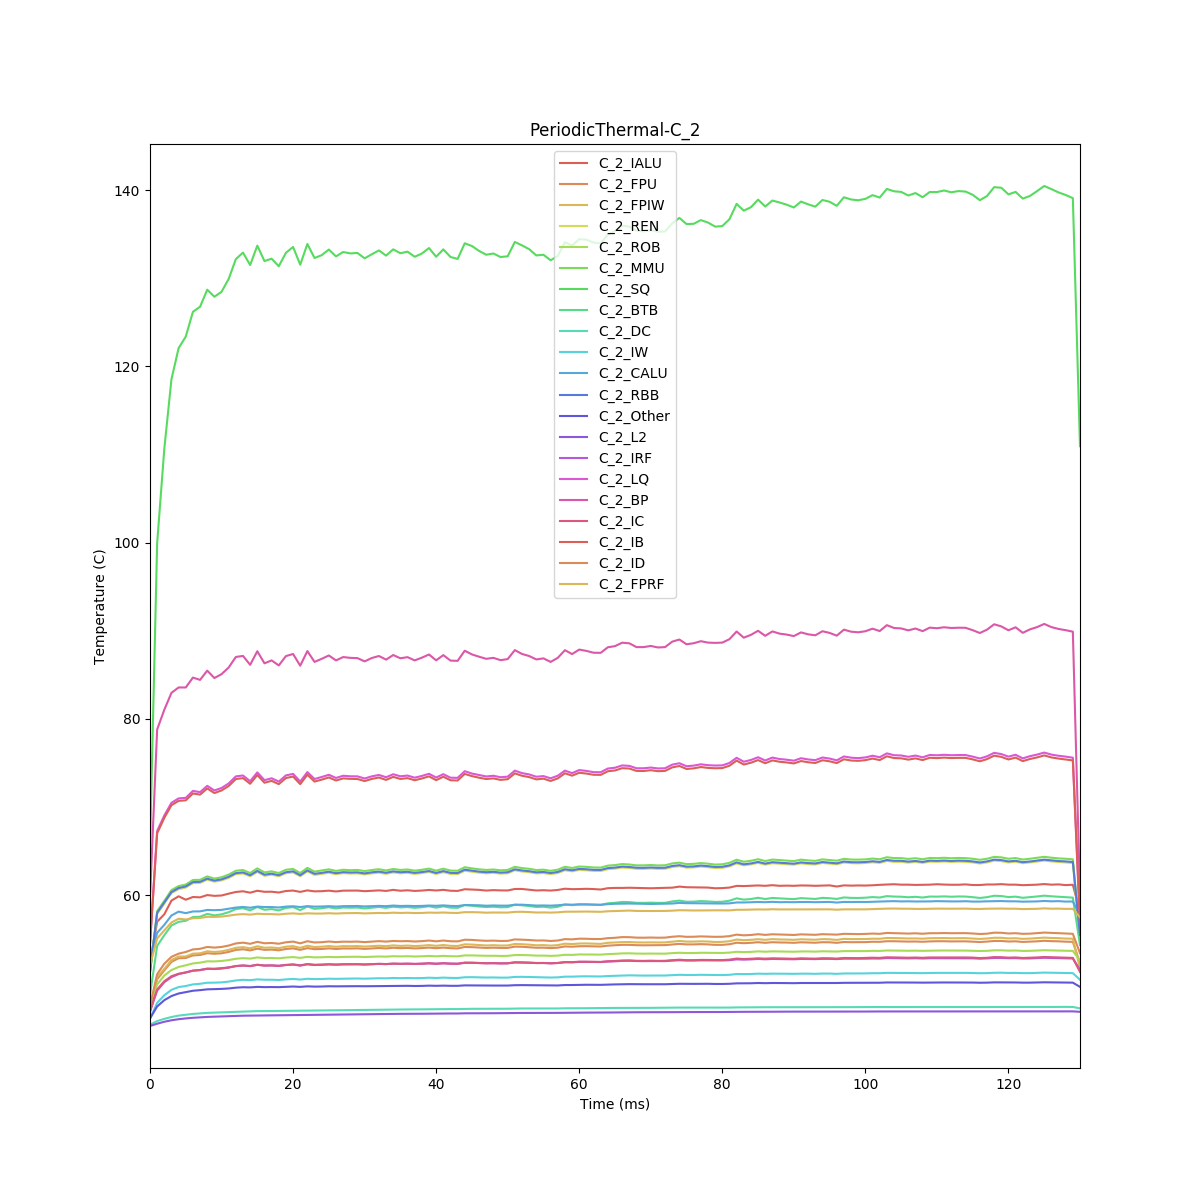 PeriodicThermal-C_2
C_2_IALU
C_2_FPU
C_2_FPIW
C_2_REN
C_2_ROB
C_2_MMU
C_2_SQ
C_2_BTB
C_2_DC
C_2_IW
C_2_CALU
C_2_RBB
C_2_Other
C_2_L2
C_2_IRF
C_2_LQ
C_2_BP
C_2_IC
C_2_IB
C_2_ID
C_2_FPRF
Temperature (C)
140
120
100
80
60
0 20 40 60 80 100 120
Time (ms)